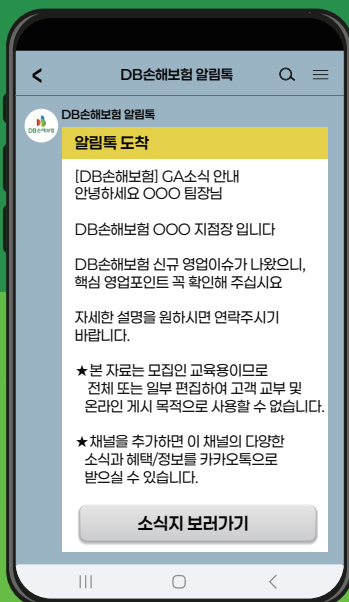 DB손해보험 알림톡
DB손해보험
DB손해보험 알림톡
알림톡 도착
[DB손해보험] GA소식 안내
안녕하세요 OOO 팀장님
DB손해보험 OOO 지점장 입니다
DB손해보험 신규 영업이슈가 나왔으니,
핵심 영업포인트 꼭 확인해 주십시요
자세한 설명을 원하시면 연락주시기
바랍니다.
★본 자료는 모집인 교육용이므로
전체 또는 일부 편집하여 고객 교부 및
온라인 게시 목적으로 사용할 수 없습니다.
★채널을 추가하면 이 채널의 다양한
소식과 혜택/정보를 카카오톡으로
받으실 수 있습니다.
소식지 보러가기